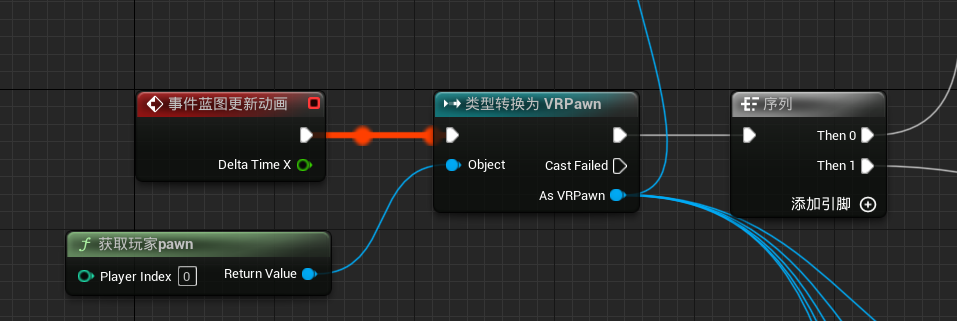 事件蓝图更新动画
Delta Time X
类型转换为 VRPawn
Object
Cast Failed
As VRPawn
序列
Then 0
Then 1
添加引脚
f 获取玩家pawn
Player Index 0
Return Value